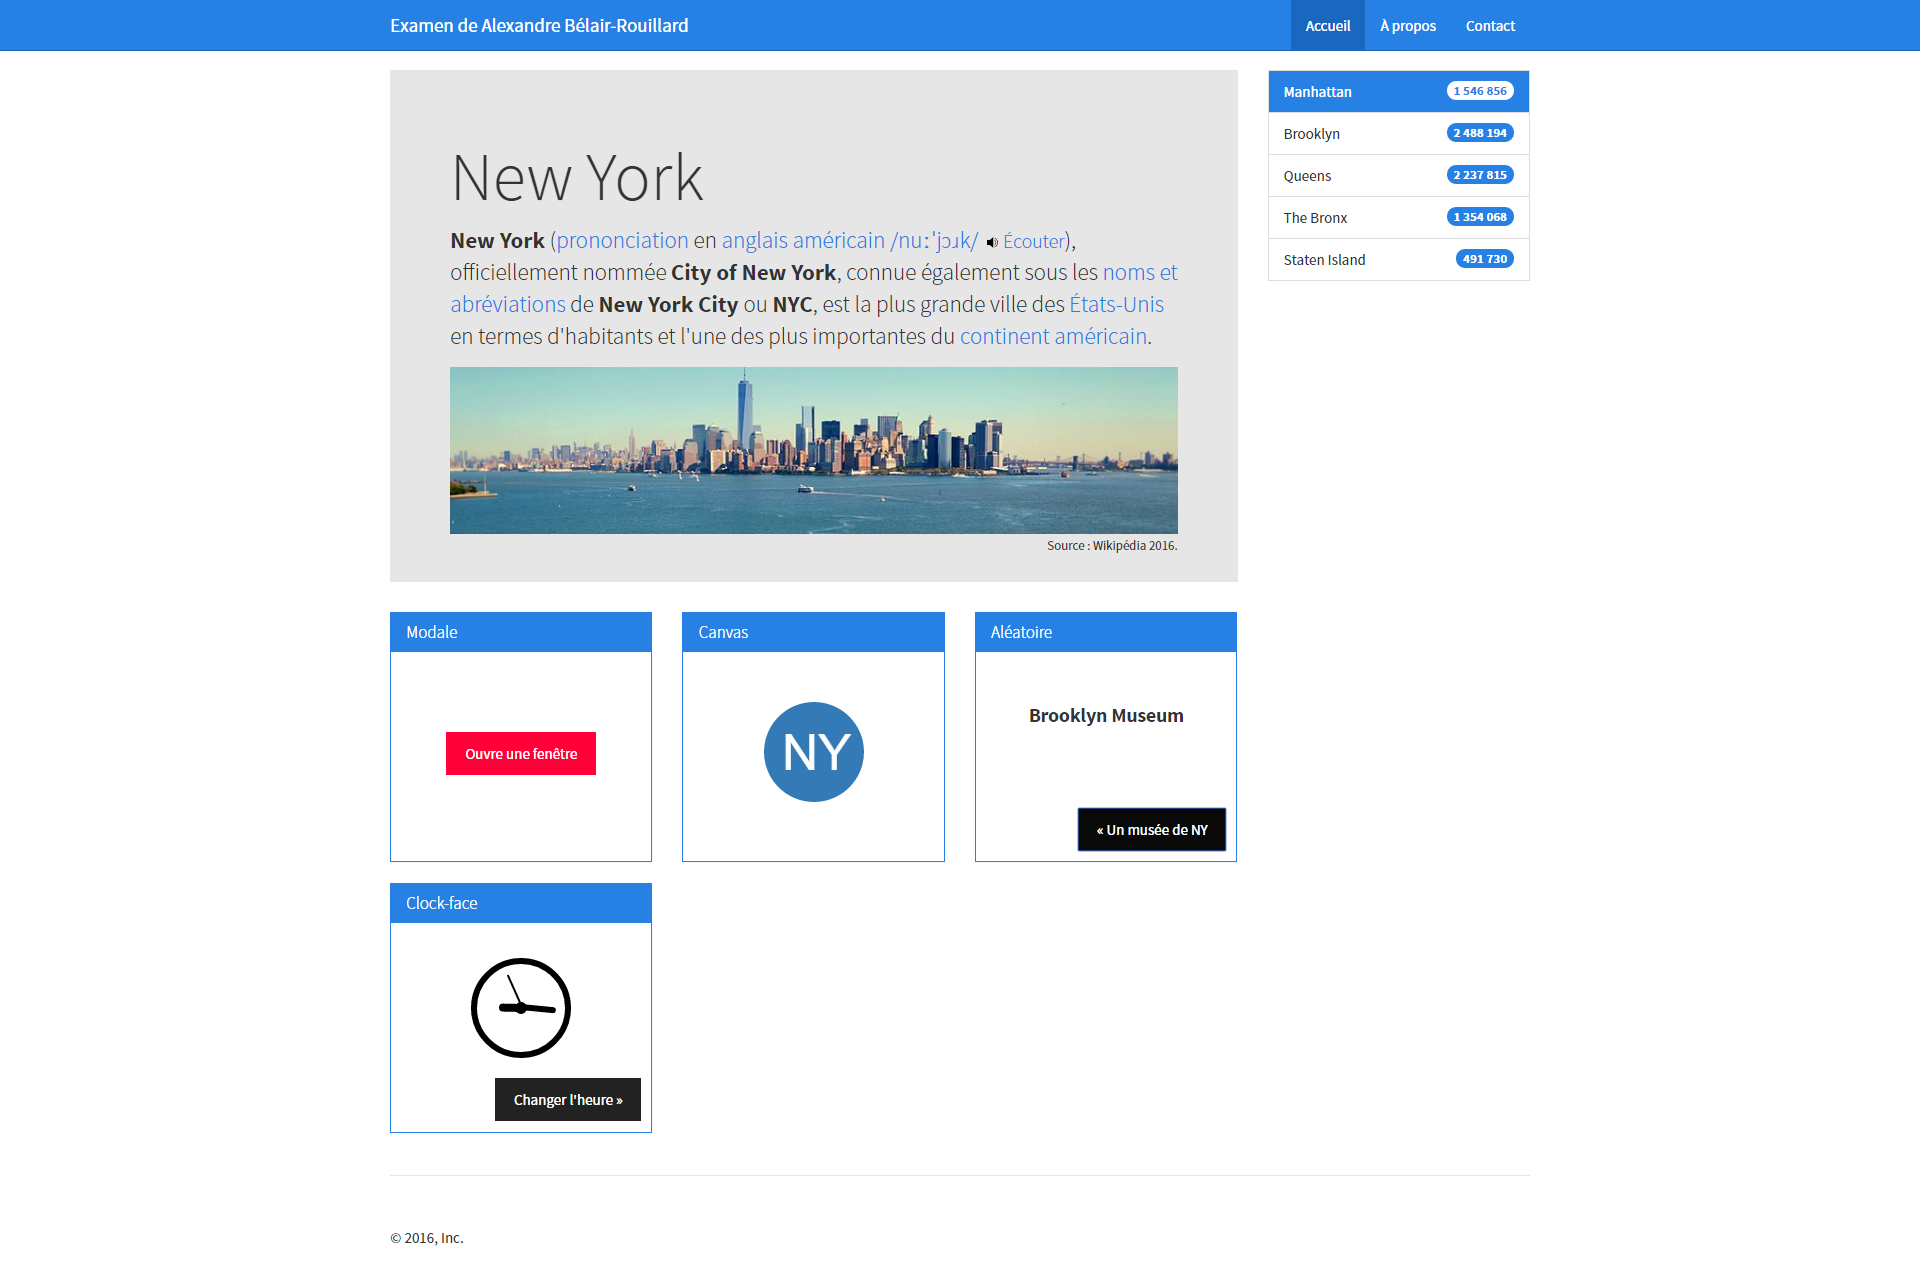 Examen de Alexandre Bélair-Rouillard
Accueil
À propos
Contact
New York
New York (prononciation en anglais américain /nuːˈjɔɹk/ Écouter),
officiellement nommée City of New York, connue également sous les noms et
abréviations de New York City ou NYC, est la plus grande ville des États-Unis
en termes d'habitants et l'une des plus importantes du continent américain.
Source : Wikipédia 2016.
Manhattan 1 546 856
Brooklyn 2 488 194
Queens 2 237 815
The Bronx 1 354 068
Staten Island 491 730
Modale
Ouvre une fenêtre
Canvas
NY
Aléatoire
Brooklyn Museum
« Un musée de NY
Clock-face
Changer l'heure »
© 2016, Inc.